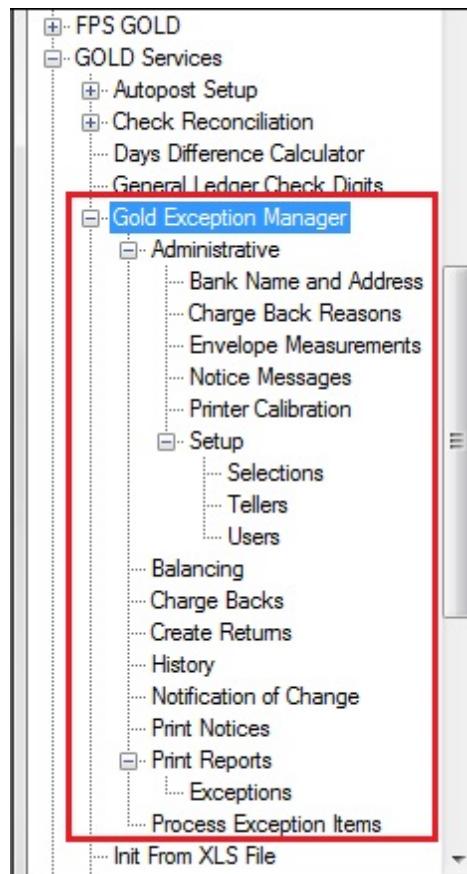 FPS GOLD
GOLD Services
Autopost Setup
Check Reconciliation
Days Difference Calculator
General Ledger Check Digits
Gold Exception Manager
Administrative
Bank Name and Address
Charge Back Reasons
Envelope Measurements
Notice Messages
Printer Calibration
Setup
Selections
Tellers
Users
Balancing
Charge Backs
Create Returns
History
Notification of Change
Print Notices
Print Reports
Exceptions
Process Exception Items
Init From XLS File